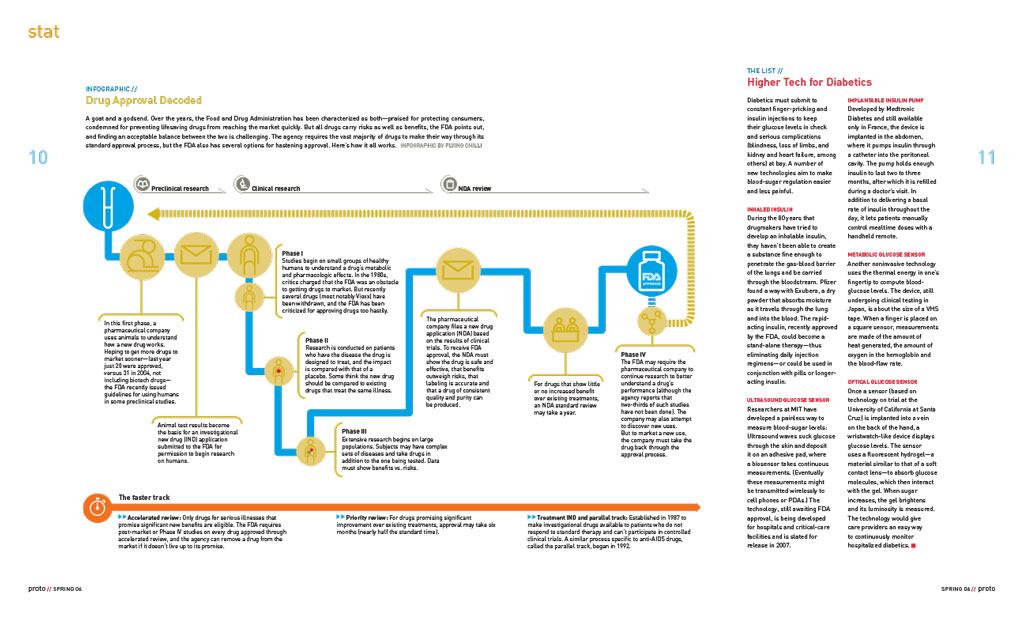 stat
10
INFOGRAPHIC //
Drug Approval Decoded
A goat and a godsend. Over the years, the Food and Drug Administration has been characterized as both—praised for protecting consumers,
condemned for preventing lifesaving drugs from reaching the market quickly. But all drugs carry risks as well as benefits, the FDA points out,
and finding an acceptable balance between the two is challenging. The agency requires the vast majority of drugs to make their way through its
standard approval process, but the FDA also has several options for hastening approval. Here's how it all works. INFOGRAPHIC BY FLYING CHILLI
Preclinical research
Clinical research
NDA review
In this first phase, a
pharmaceutical company
uses animals to understand
how a new drug works.
Hoping to get more drugs to
market sooner—last year
just 20 were approved,
versus 31 in 2004, not
including biotech drugs—
the FDA recently issued
guidelines for using humans
in some preclinical studies.
Animal test results become
the basis for an investigational
new drug (IND) application
submitted to the FDA for
permission to begin research
on humans.
Phase I
Studies begin on small groups of healthy
humans to understand a drug's metabolic
and pharmacologic effects. In the 1980s,
critics charged that the FDA was an obstacle
to getting drugs to market. But recently
several drugs (most notably Vioxx) have
been withdrawn, and the FDA has been
criticized for approving drugs too hastily.
Phase II
Research is conducted on patients
who have the disease the drug is
designed to treat, and the impact
is compared with that of a
placebo. Some think the new drug
should be compared to existing
drugs that treat the same illness.
Phase III
Extensive research begins on large
populations. Subjects may have complex
sets of diseases and take drugs in
addition to the one being tested. Data
must show benefits vs. risks.
The pharmaceutical
company files a new drug
application (NDA) based
on the results of clinical
trials. To receive FDA
approval, the NDA must
show the drug is safe and
effective, that benefits
outweigh risks, that
labeling is accurate and
that a drug of consistent
quality and purity can
be produced.
For drugs that show little
or no increased benefit
over existing treatments,
an NDA standard review
may take a year.
FDA
APPROVED
Phase IV
The FDA may require the
pharmaceutical company to
continue research to better
understand a drug's
performance (although the
agency reports that
two-thirds of such studies
have not been done). The
company may also attempt
to discover new uses.
But to market a new use,
the company must take the
drug back through the
approval process.
The faster track
Accelerated review: Only drugs for serious illnesses that
promise significant new benefits are eligible. The FDA requires
post-market or Phase IV studies on every drug approved through
accelerated review, and the agency can remove a drug from the
market if it doesn't live up to its promise.
Priority review: For drugs promising significant
improvement over existing treatments, approval may take six
months (nearly half the standard time).
Treatment IND and parallel track: Established in 1987 to
make investigational drugs available to patients who do not
respond to standard therapy and can't participate in controlled
clinical trials. A similar process specific to anti-AIDS drugs,
called the parallel track, began in 1992.
proto // SPRING 06
THE LIST //
Higher Tech for Diabetics
Diabetics must submit to
constant finger-pricking and
insulin injections to keep
their glucose levels in check
and serious complications
(blindness, loss of limbs, and
kidney and heart failure, among
others) at bay. A number of
new technologies aim to make
blood-sugar regulation easier
and less painful.
INHALED INSULIN
During the 80 years that
drugmakers have tried to
develop an inhalable insulin,
they haven't been able to create
a substance fine enough to
penetrate the gas-blood barrier
of the lungs and be carried
through the bloodstream. Pfizer
found a way with Exubera, a dry
powder that absorbs moisture
as it travels through the lung
and into the blood. The rapid-
acting insulin, recently approved
by the FDA, could become a
stand-alone therapy—thus
eliminating daily injection
regimens—or could be used in
conjunction with pills or longer-
acting insulin.
ULTRASOUND GLUCOSE SENSOR
Researchers at MIT have
developed a painless way to
measure blood-sugar levels:
Ultrasound waves suck glucose
through the skin and deposit
it on an adhesive pad, where
a biosensor takes continuous
measurements. (Eventually
these measurements might
be transmitted wirelessly to
cell phones or PDAs.) The
technology, still awaiting FDA
approval, is being developed
for hospitals and critical-care
facilities and is slated for
release in 2007.
IMPLANTABLE INSULIN PUMP
Developed by Medtronic
Diabetes and still available
only in France, the device is
implanted in the abdomen,
where it pumps insulin through
a catheter into the peritoneal
cavity. The pump holds enough
insulin to last two to three
months, after which it is refilled
during a doctor's visit. In
addition to delivering a basal
rate of insulin throughout the
day, it lets patients manually
control mealtime doses with a
handheld remote.
METABOLIC GLUCOSE SENSOR
Another noninvasive technology
uses the thermal energy in one's
fingertip to compute blood-
glucose levels. The device, still
undergoing clinical testing in
Japan, is about the size of a VHS
tape. When a finger is placed on
a square sensor, measurements
are made of the amount of
heat generated, the amount of
oxygen in the hemoglobin and
the blood-flow rate.
OPTICAL GLUCOSE SENSOR
Once a sensor (based on
technology on trial at the
University of California at Santa
Cruz) is implanted into a vein
on the back of the hand, a
wristwatch-like device displays
glucose levels. The sensor
uses a fluorescent hydrogel—a
material similar to that of a soft
contact lens—to absorb glucose
molecules, which then interact
with the gel. When sugar
increases, the gel brightens
and its luminosity is measured.
The technology would give
care providers an easy way
to continuously monitor
hospitalized diabetics.
11
SPRING 06 // proto